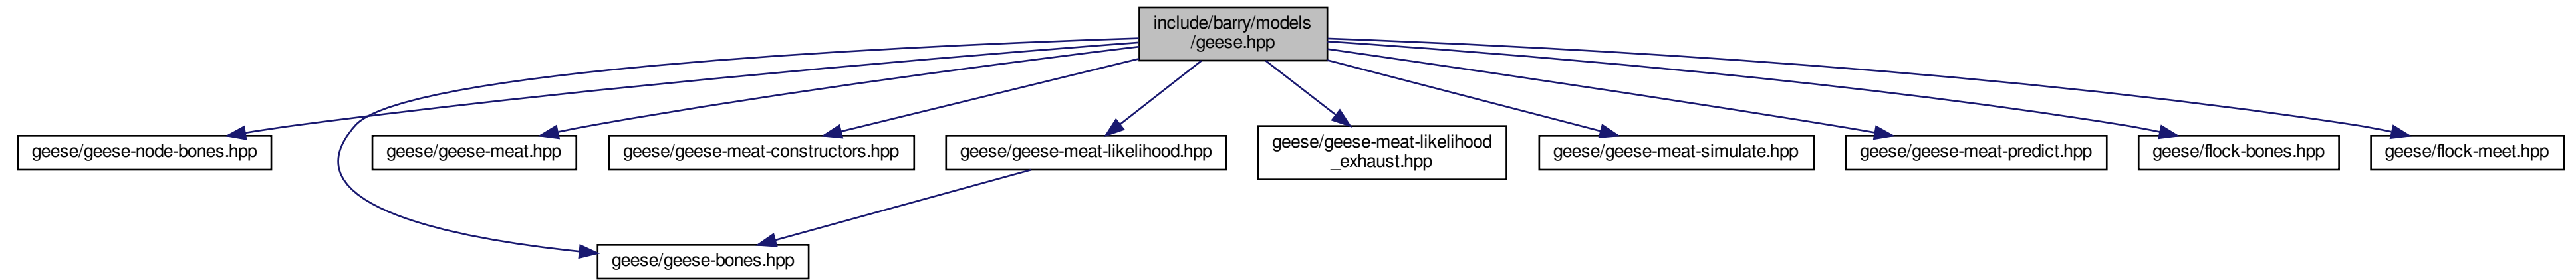 include/barry/models
/geese.hpp
geese/geese-node-bones.hpp
geese/geese-meat.hpp
geese/geese-meat-constructors.hpp
geese/geese-meat-likelihood.hpp
geese/geese-meat-likelihood
_exhaust.hpp
geese/geese-meat-simulate.hpp
geese/geese-meat-predict.hpp
geese/flock-bones.hpp
geese/flock-meet.hpp
geese/geese-bones.hpp